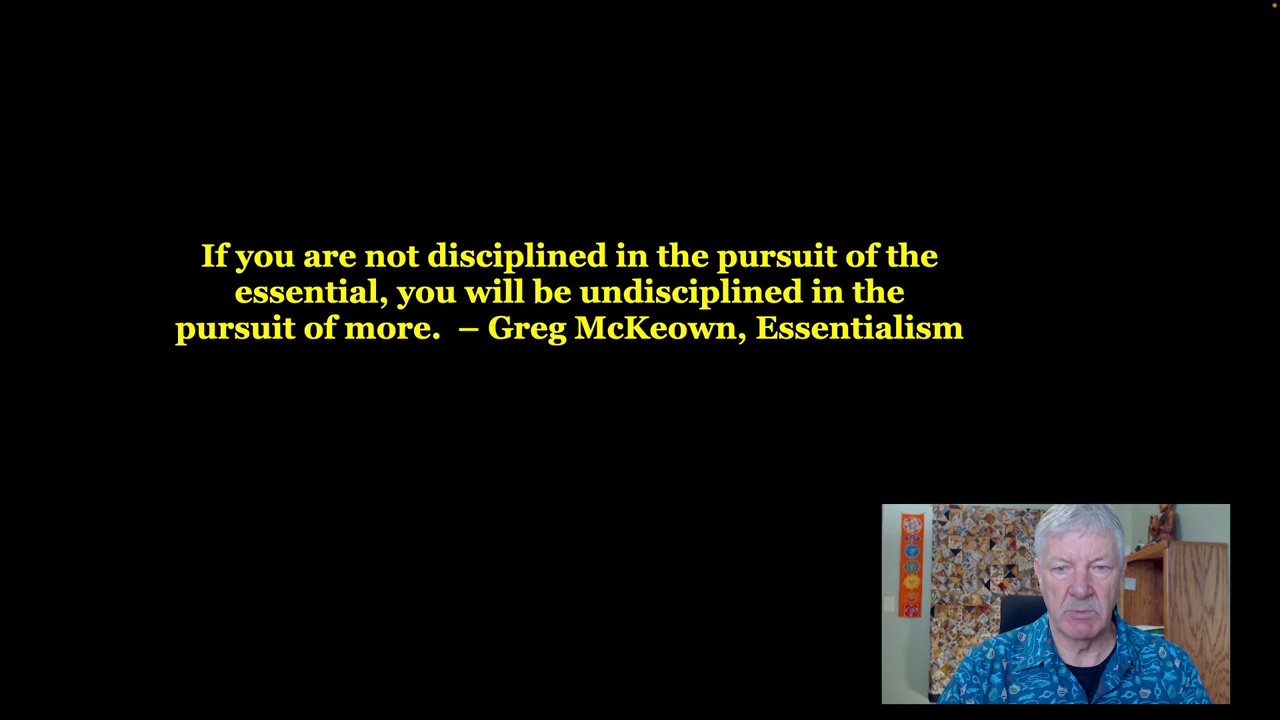 If you are not disciplined in the pursuit of the
essential, you will be undisciplined in the
pursuit of more.  – Greg McKeown, Essentialism